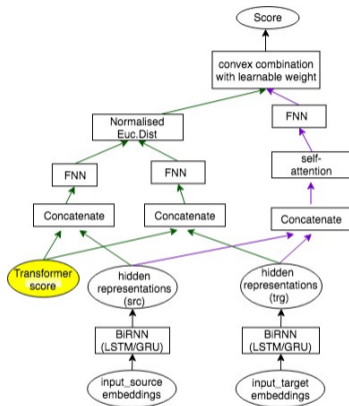 Score
convex combination
with learnable weight
Normalised
Euc.Dist
FNN
FNN
FNN
self-
attention
Concatenate
Concatenate
Concatenate
Transformer
score
hidden
representations
(src)
hidden
representations
(trg)
BiRNN
(LSTM/GRU)
BiRNN
(LSTM/GRU)
input_source
embeddings
input_target
embeddings